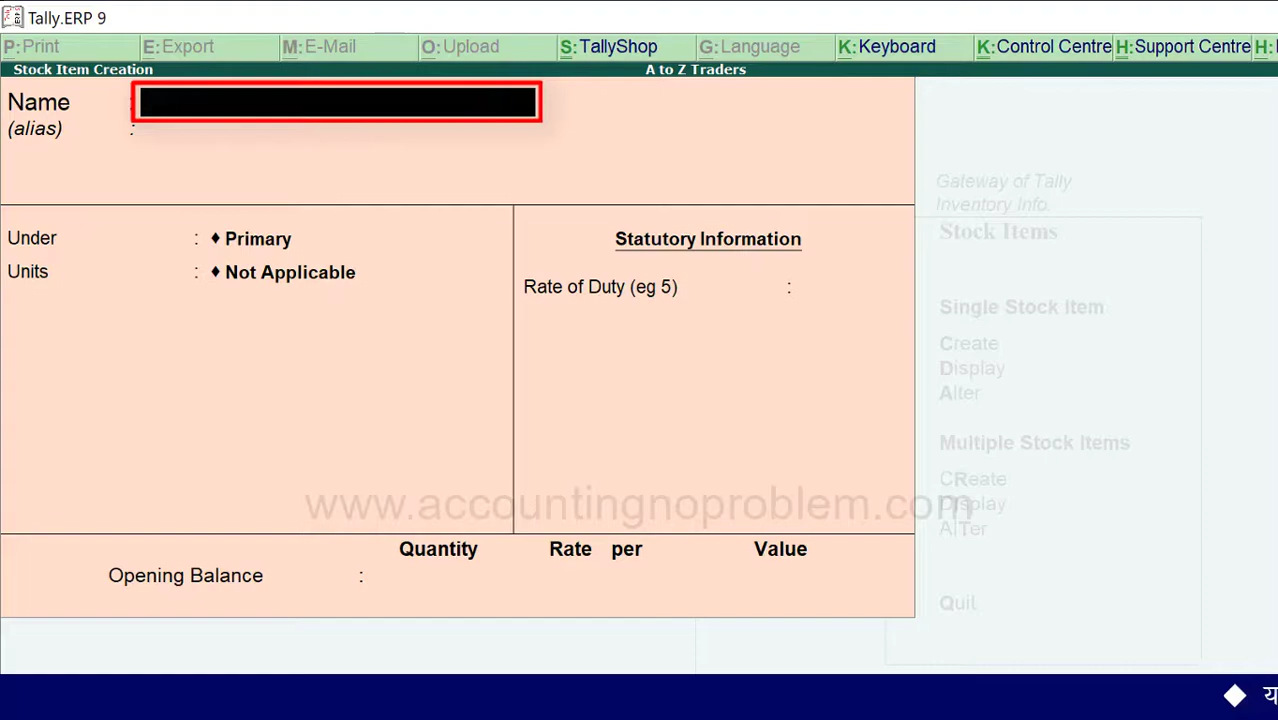 Tally.ERP 9
P:Print E:Export M:E-Mail O:Upload S:TallyShop G:Language K:Keyboard K:Control Centre H:Support Centre H:
Stock Item Creation A to Z Traders
Name :
(alias) :
Gateway of Tally
Inventory Info.
Stock Items
Under : ♦ Primary
Units : ♦ Not Applicable
Statutory Information
Rate of Duty (eg 5) :
Single Stock Item
Create
Display
Alter
Multiple Stock Items
CReate
DIsplay
AlTer
Quit
www.accountingnoproblem.com
Quantity Rate per Value
Opening Balance :